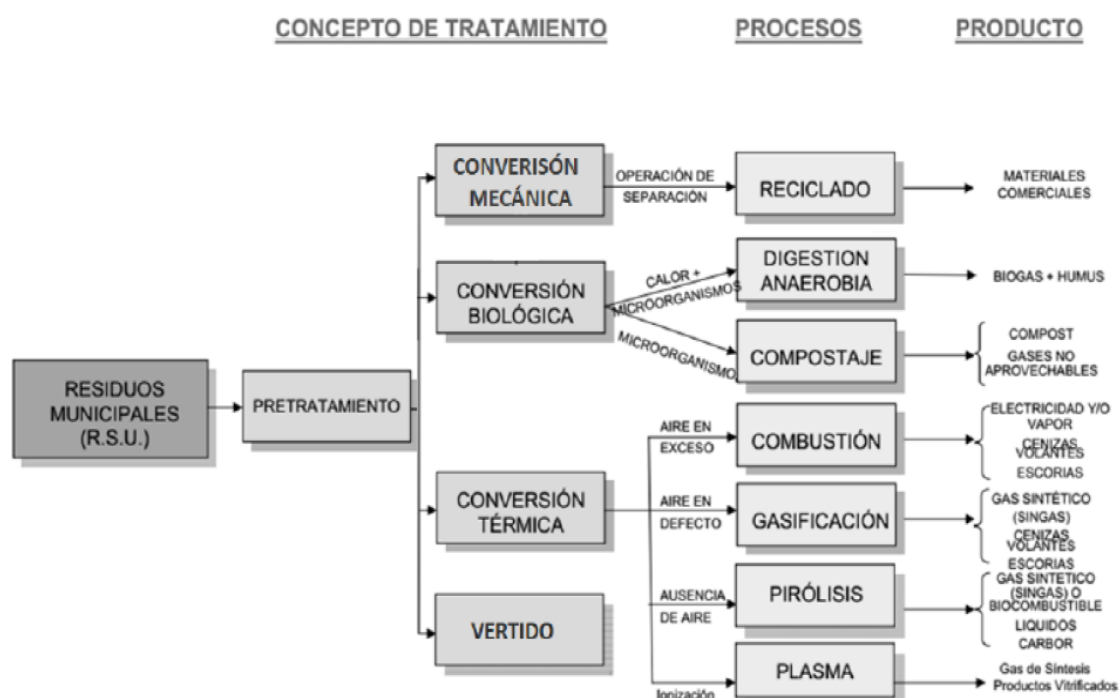 CONCEPTO DE TRATAMIENTO
PROCESOS
PRODUCTO
CONVERISÓN
MECÁNICA
OPERACIÓN DE
SEPARACIÓN
RECICLADO
MATERIALES
COMERCIALES
CONVERSIÓN
BIOLÓGICA
CALOR +
MICROORGANISMOS
DIGESTION
ANAEROBIA
BIOGAS + HUMUS
MICROORGANISMO
COMPOSTAJE
COMPOST
GASES NO
APROVECHABLES
RESIDUOS
MUNICIPALES
(R.S.U.)
PRETRATAMIENTO
CONVERSIÓN
TÉRMICA
AIRE EN
EXCESO
COMBUSTIÓN
ELECTRICIDAD Y/O
VAPOR
CENIZAS
VOLANTES
ESCORIAS
AIRE EN
DEFECTO
GASIFICACIÓN
GAS SINTÉTICO
(SINGAS)
CENIZAS
VOLANTES
ESCORIAS
AUSENCIA
DE AIRE
PIRÓLISIS
GAS SINTETICO
(SINGAS) O
BIOCOMBUSTIBLE
LIQUIDOS
CARBOR
Ionización
PLASMA
Gas de Síntesis
Productos Vitrificados
VERTIDO